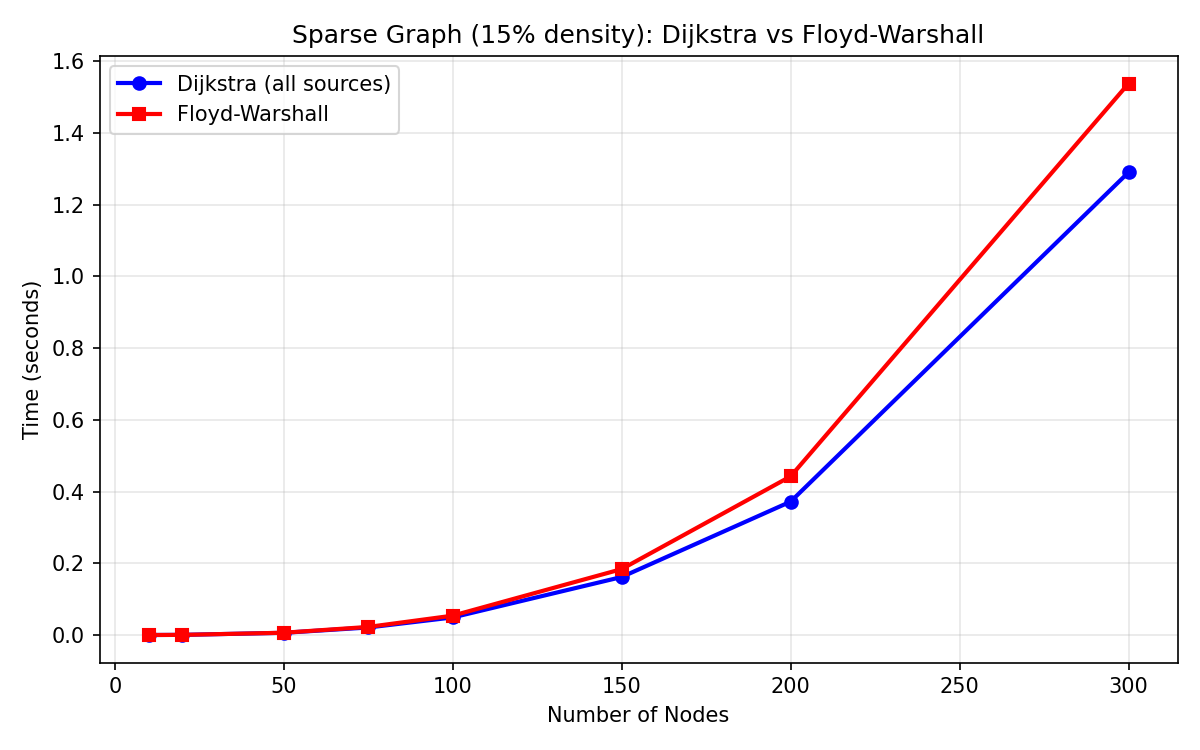 Sparse Graph (15% density): Dijkstra vs Floyd-Warshall
Dijkstra (all sources)
Floyd-Warshall
Time (seconds)
1.6
1.4
1.2
1.0
0.8
0.6
0.4
0.2
0.0
0 50 100 150 200 250 300
Number of Nodes